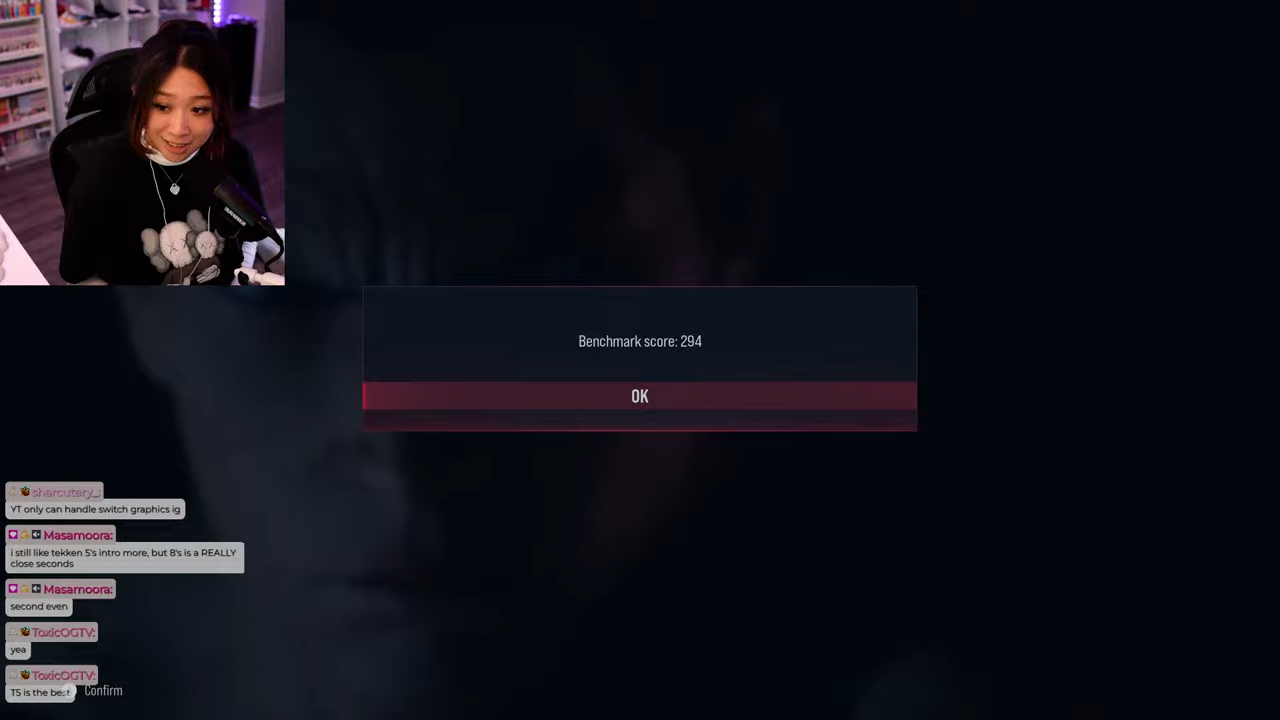 Benchmark score: 294
OK
sharcutery_:
YT only can handle switch graphics ig
Masamoora:
i still like tekken 5's intro more, but 8's is a REALLY
close seconds
Masamoora:
second even
ToxicOGTV:
yea
ToxicOGTV:
T5 is the best
Confirm